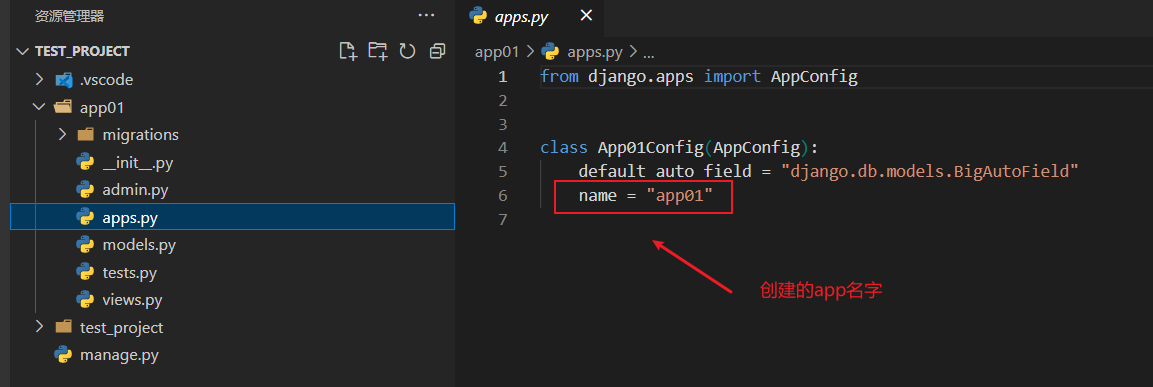 资源管理器
TEST_PROJECT
.vscode
app01
migrations
__init__.py
admin.py
apps.py
models.py
tests.py
views.py
test_project
manage.py
apps.py
app01 > apps.py > ...
1 from django.apps import AppConfig
2
3
4 class App01Config(AppConfig):
5 default_auto_field = "django.db.models.BigAutoField"
6 name = "app01"
7
创建的app名字